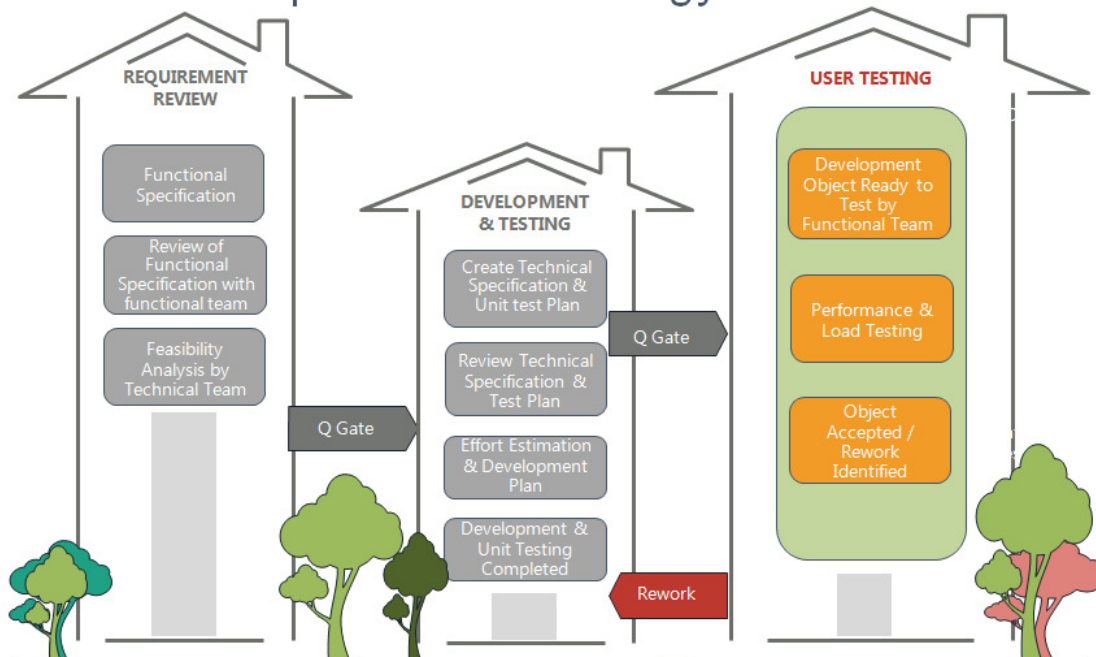 REQUIREMENT
REVIEW
Functional
Specification
Review of
Functional
Specification with
functional team
Feasibility
Analysis by
Technical Team
Q Gate
DEVELOPMENT
& TESTING
Create Technical
Specification &
Unit test Plan
Review Technical
Specification &
Test Plan
Effort Estimation
& Development
Plan
Development &
Unit Testing
Completed
Q Gate
Rework
USER TESTING
Development
Object Ready to
Test by
Functional Team
Performance &
Load Testing
Object
Accepted /
Rework
Identified